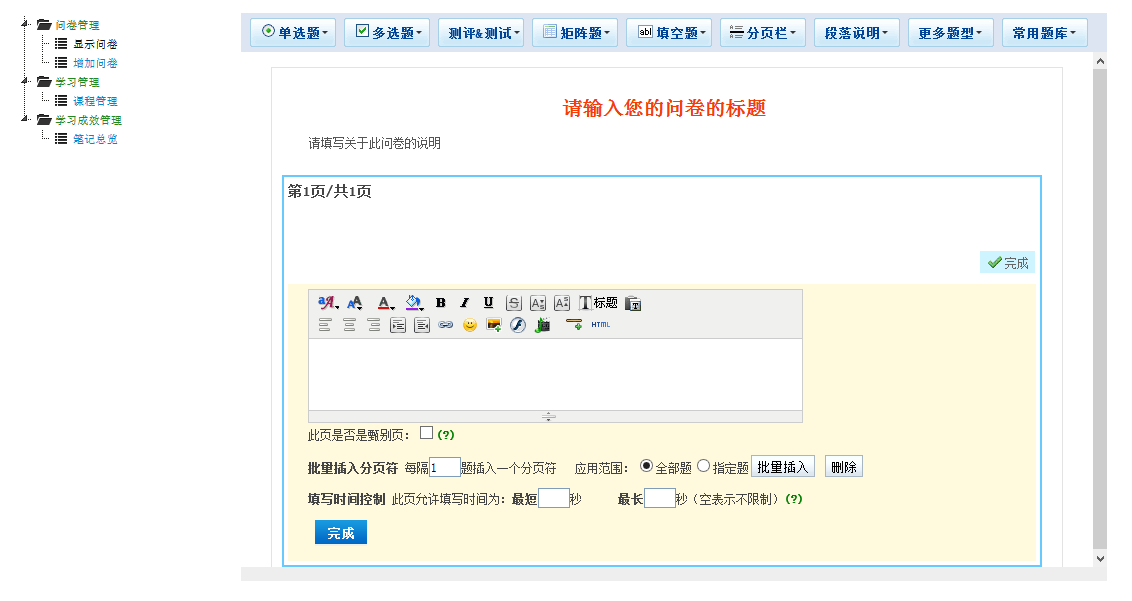 问卷管理
显示问卷
增加问卷
学习管理
课程管理
学习成效管理
笔记总览
单选题 多选题 测评&测试 矩阵题 填空题 分页栏 段落说明 更多题型 常用题库
请输入您的问卷的标题
请填写关于此问卷的说明
第1页/共1页
完成
标题
HTML
此页是否是甄别页： (?)
批量插入分页符 每隔1题插入一个分页符 应用范围： 全部题 指定题 批量插入 删除
填写时间控制 此页允许填写时间为：最短 秒 最长 秒（空表示不限制）(?)
完成